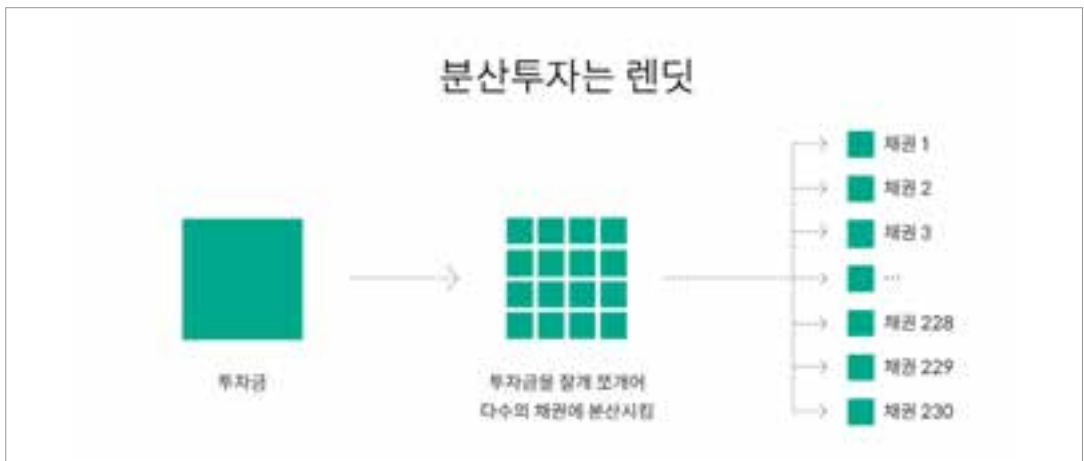 분산투자는 렌딧
채권 1
채권 2
채권 3
...
채권 228
채권 229
채권 230
투자금
투자금을 잘개 쪼개어
다수의 채권에 분산시킴